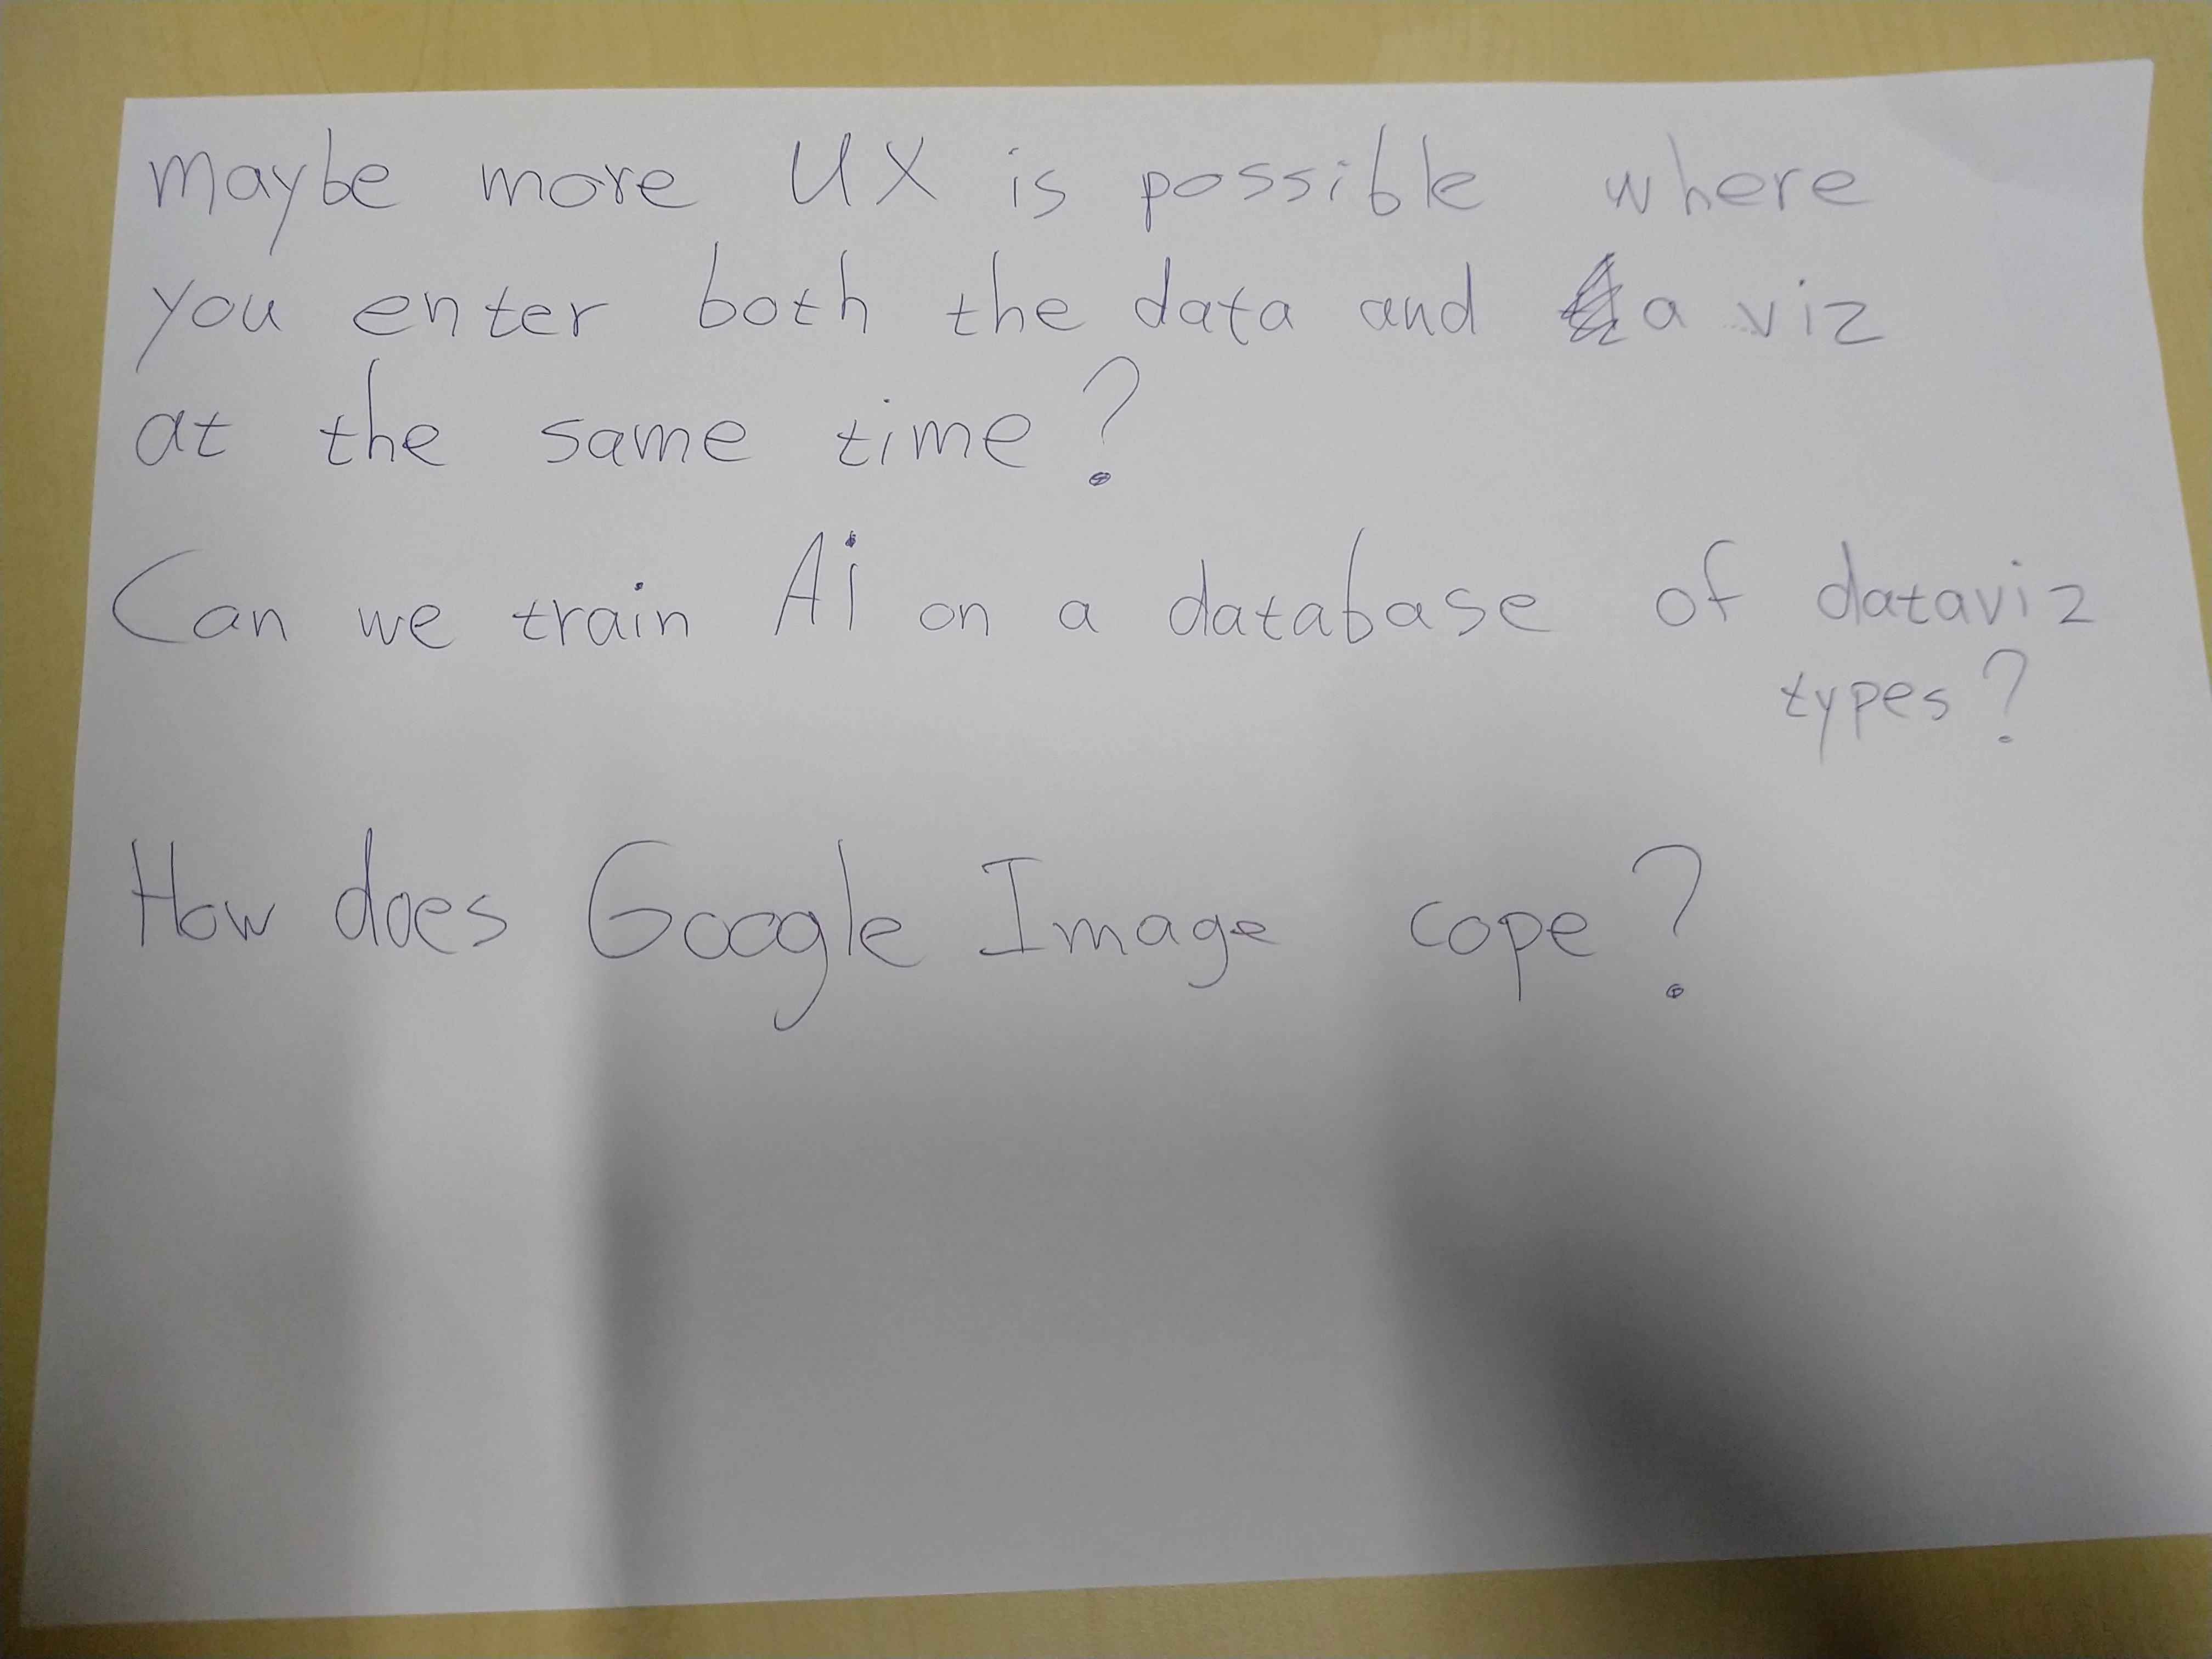 maybe more UX is possible where
you enter both the data and a viz
at the same time?
Can we train Ai on a database of dataviz
types?
How does Google Image cope?